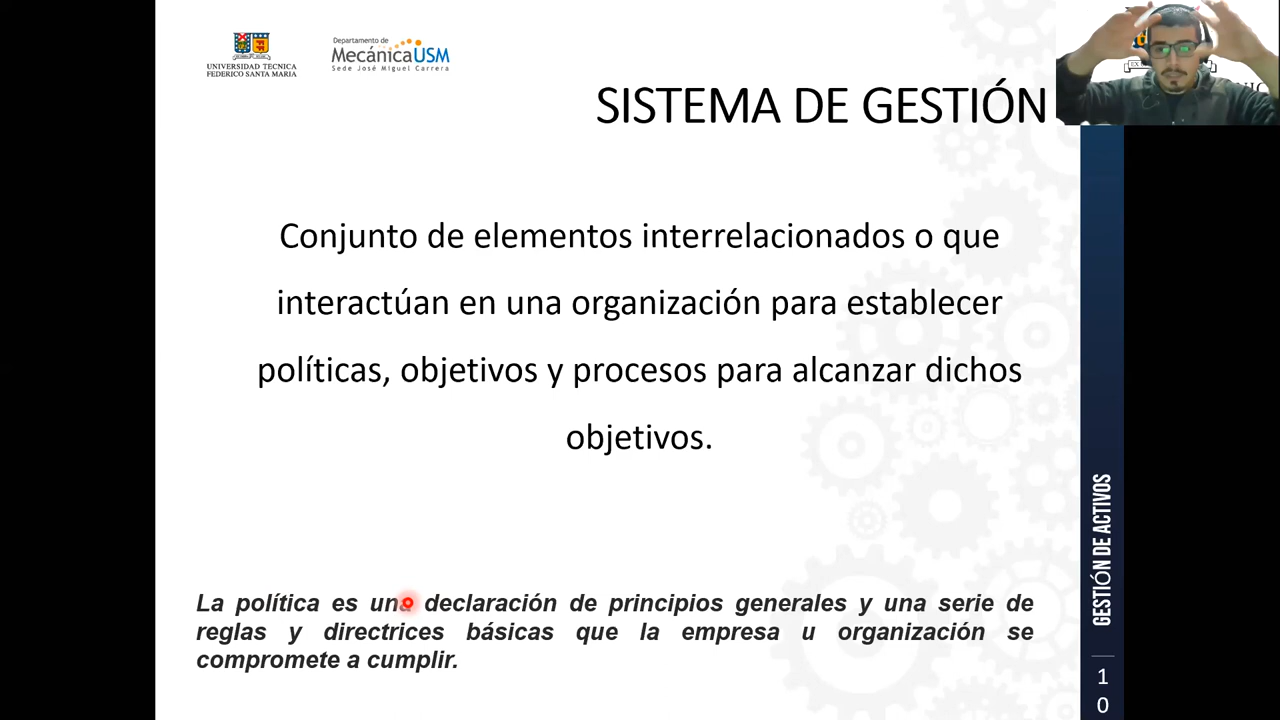 UNIVERSIDAD TECNICA
FEDERICO SANTA MARIA
Departamento de
MecánicaUSM
Sede José Miguel Carrera
SISTEMA DE GESTIÓN
Conjunto de elementos interrelacionados o que
interactúan en una organización para establecer
políticas, objetivos y procesos para alcanzar dichos
objetivos.
La política es una declaración de principios generales y una serie de
reglas y directrices básicas que la empresa u organización se
compromete a cumplir.
GESTIÓN DE ACTIVOS
1
0